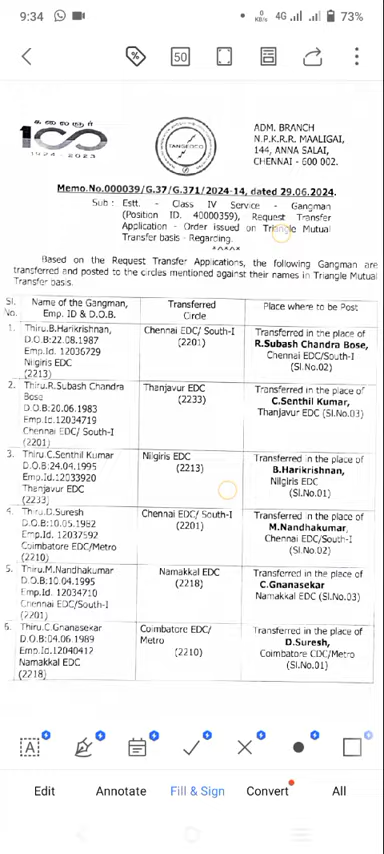 9:34
0
KB/s
4G
73%
50
கலைஞர்
100
1924 - 2023
TANGEDCO
ADM. BRANCH
N.P.K.R.R. MAALIGAI,
144, ANNA SALAI,
CHENNAI - 600 002.
Memo.No.000039/G.37/G.371/2024-14, dated 29.06.2024.
Sub : Estt. - Class IV Service - Gangman
(Position ID. 40000359), Request Transfer
Application - Order issued on Triangle Mutual
Transfer basis - Regarding.
^^^^
Based on the Request Transfer Applications, the following Gangman are
transferred and posted to the circles mentioned against their names in Triangle Mutual
Transfer basis.
Sl. No. Name of the Gangman, Emp. ID & D.O.B. Transferred Circle Place where to be Post
1. Thiru.B.Harikrishnan, Chennai EDC/ South-I Transferred in the place of
D.O.B:22.08.1987 (2201) R.Subash Chandra Bose,
Emp.Id. 12036729 Chennai EDC/South-I
Nilgiris EDC (Sl.No.02)
(2213)
2. Thiru.R.Subash Chandra Thanjavur EDC Transferred in the place of
Bose (2233) C.Senthil Kumar,
D.O.B:20.06.1983 Thanjavur EDC (Sl.No.03)
Emp.Id:12034719
Chennai EDC/ South-I
(2201)
3. Thiru.C.Senthil Kumar Nilgiris EDC Transferred in the place of
D.O.B:24.04.1995 (2213) B.Harikrishnan,
Emp.Id.12033920 Nilgiris EDC
Thanjavur EDC (Sl.No.01)
(2233)
4. Thiru.D.Suresh Chennai EDC/ South-I Transferred in the place of
D.O.B:10.05.1982 (2201) M.Nandhakumar,
Emp.Id: 12037592 Chennai EDC/South-I
Coimbatore EDC/Metro (Sl.No.02)
(2210)
5. Thiru.M.Nandhakumar Namakkal EDC Transferred in the place of
D.O.B:10.04.1995 (2218) C.Gnanasekar
Emp.Id. 12034710 Namakkal EDC (Sl.No.03)
Chennai EDC/South-I
(2201)
6. Thiru.C.Gnanasekar Coimbatore EDC/ Transferred in the place of
D.O.B:04.06.1989 Metro D.Suresh,
Emp.Id:12040412 (2210) Coimbatore EDC/Metro
Namakkal EDC (Sl.No.01)
(2218)
A
Edit Annotate Fill & Sign Convert All